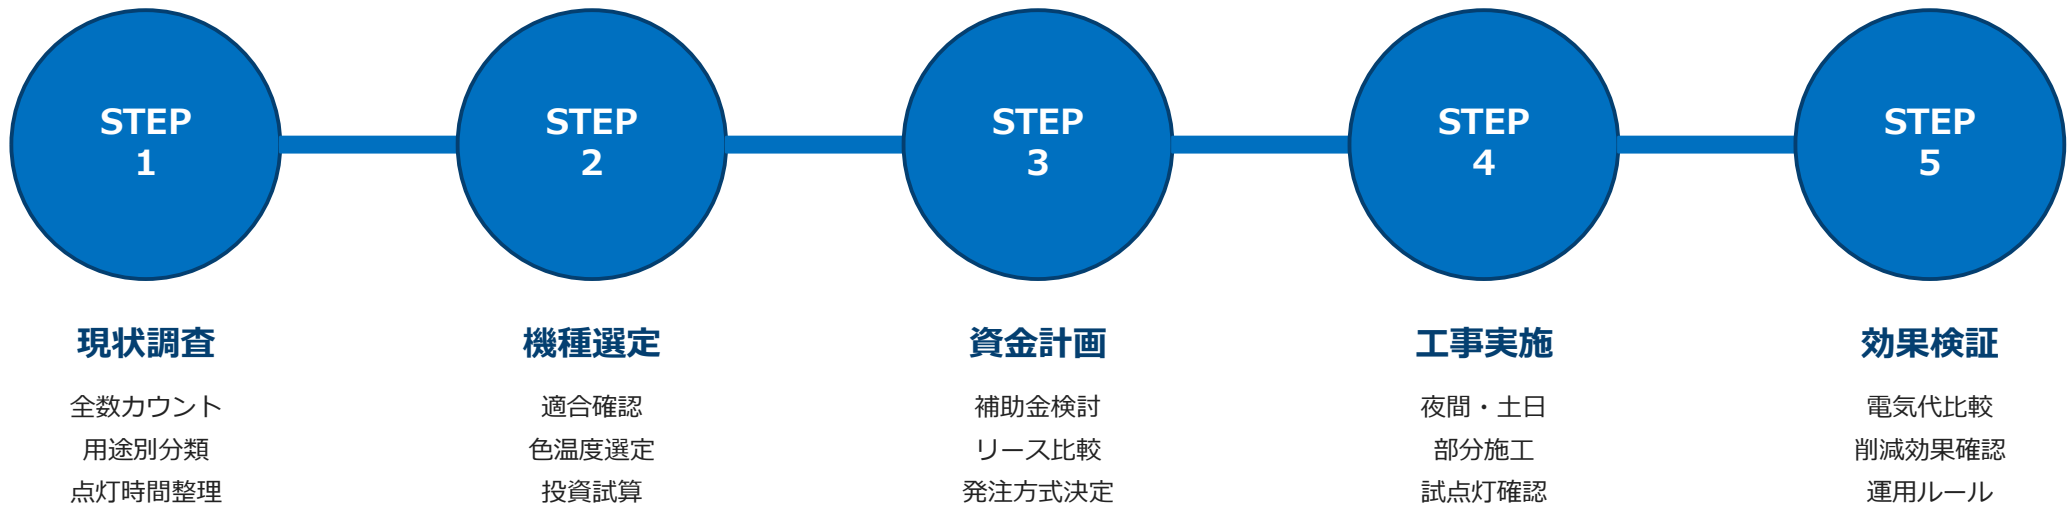 STEP
1
STEP
2
STEP
3
STEP
4
STEP
5
現状調査
全数カウント
用途別分類
点灯時間整理
機種選定
適合確認
色温度選定
投資試算
資金計画
補助金検討
リース比較
発注方式決定
工事実施
夜間・土日
部分施工
試点灯確認
効果検証
電気代比較
削減効果確認
運用ルール